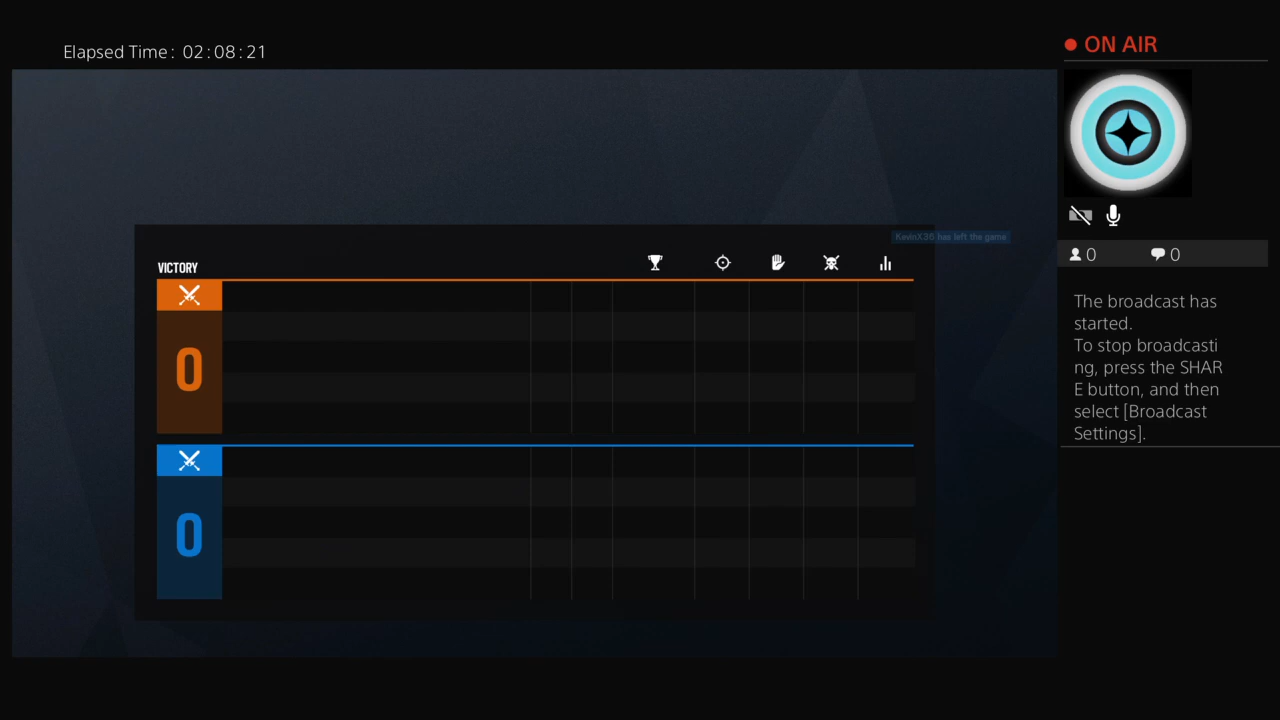 Elapsed Time: 02:08:21
ON AIR
KevinX36 has left the game
VICTORY
0
0
0
0
The broadcast has
started.
To stop broadcasti
ng, press the SHAR
E button, and then
select [Broadcast
Settings].